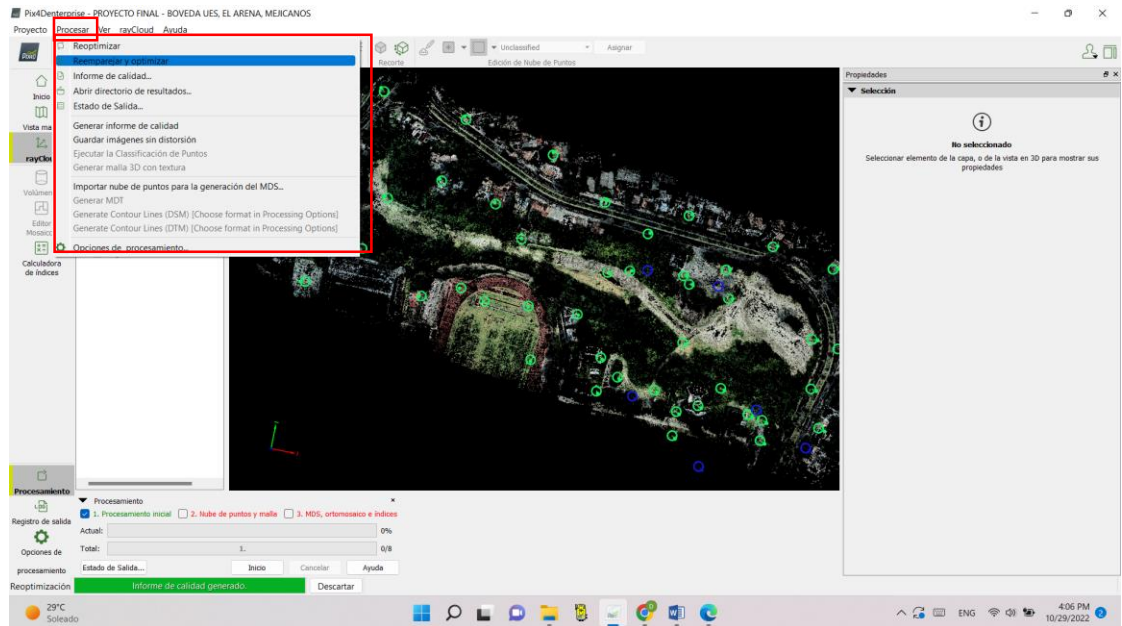 Pix4Denterprise - PROYECTO FINAL - BOVEDA UES, EL ARENA, MEJICANOS
Proyecto Procesar Ver rayCloud Ayuda
Reoptimizar
Reemparejar y optimizar
Informe de calidad...
Abrir directorio de resultados...
Estado de Salida...
Generar informe de calidad
Guardar imágenes sin distorsión
Ejecutar la Classificación de Puntos
Generar malla 3D con textura
Importar nube de puntos para la generación del MDS...
Generar MDT
Generate Contour Lines (DSM) [Choose format in Processing Options]
Generate Contour Lines (DTM) [Choose format in Processing Options]
Opciones de procesamiento...
Recorte
Unclassified
Asignar
Edición de Nube de Puntos
Inicio
Vista ma
rayClou
Volúmen
Editor
Mosaico
Calculadora
de índices
Propiedades
Selección
No seleccionado
Seleccionar elemento de la capa, o de la vista en 3D para mostrar sus
propiedades
Procesamiento
Registro de salida
Opciones de
procesamiento
Procesamiento
1. Procesamiento inicial 2. Nube de puntos y malla 3. MDS, ortomosaico e índices
Actual: 0%
Total: 1. 0/8
Estado de Salida... Inicio Cancelar Ayuda
Reoptimización Informe de calidad generado. Descartar
29°C
Soleado
ENG
4:06 PM
10/29/2022
2